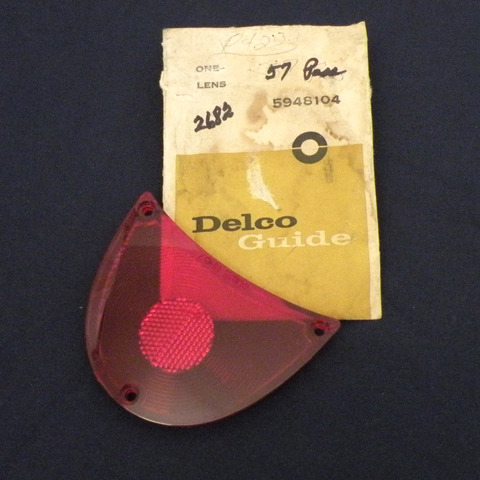 ONE-
57 Pass
LENS
5948104
2682
Delco
Guide